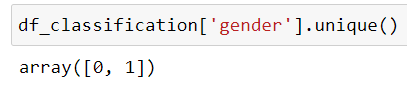 df_classification['gender'].unique()
array([0, 1])